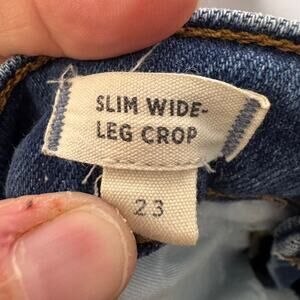 SLIM WIDE-
LEG CROP
23